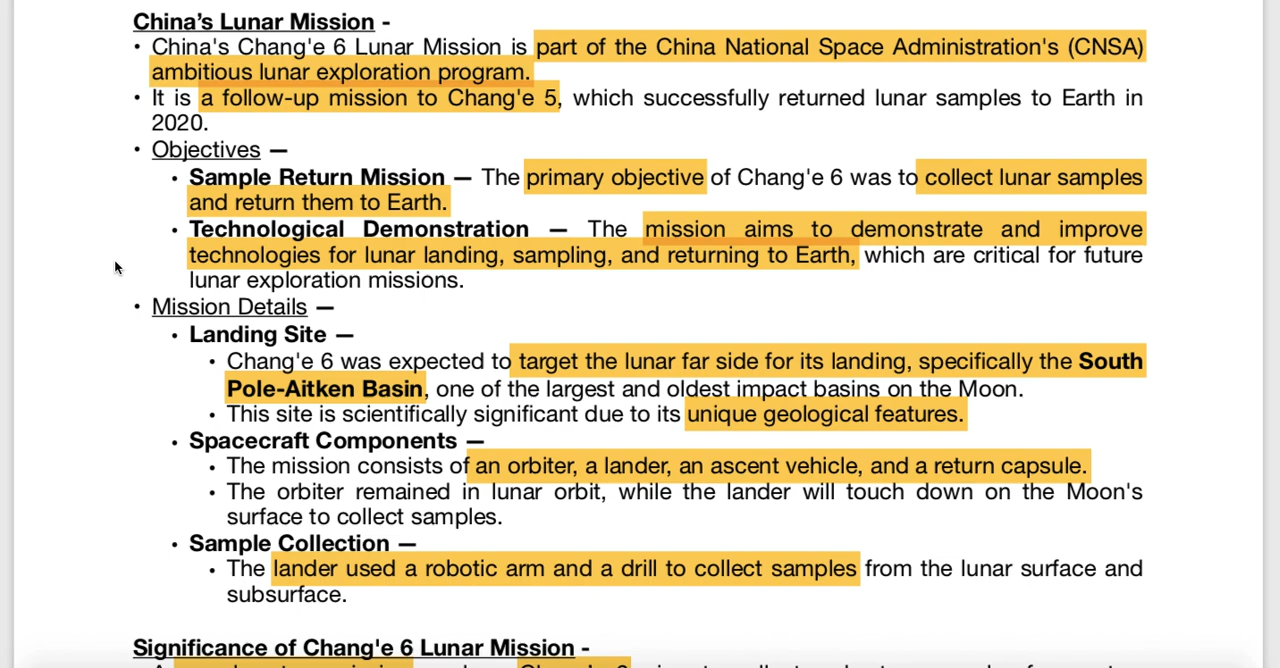 China's Lunar Mission -
• China's Chang'e 6 Lunar Mission is part of the China National Space Administration's (CNSA)
ambitious lunar exploration program.
• It is a follow-up mission to Chang'e 5, which successfully returned lunar samples to Earth in
2020.
• Objectives —
• Sample Return Mission — The primary objective of Chang'e 6 was to collect lunar samples
and return them to Earth.
• Technological Demonstration — The mission aims to demonstrate and improve
technologies for lunar landing, sampling, and returning to Earth, which are critical for future
lunar exploration missions.
• Mission Details —
• Landing Site —
• Chang'e 6 was expected to target the lunar far side for its landing, specifically the South
Pole-Aitken Basin, one of the largest and oldest impact basins on the Moon.
• This site is scientifically significant due to its unique geological features.
• Spacecraft Components —
• The mission consists of an orbiter, a lander, an ascent vehicle, and a return capsule.
• The orbiter remained in lunar orbit, while the lander will touch down on the Moon's
surface to collect samples.
• Sample Collection —
• The lander used a robotic arm and a drill to collect samples from the lunar surface and
subsurface.
Significance of Chang'e 6 Lunar Mission -